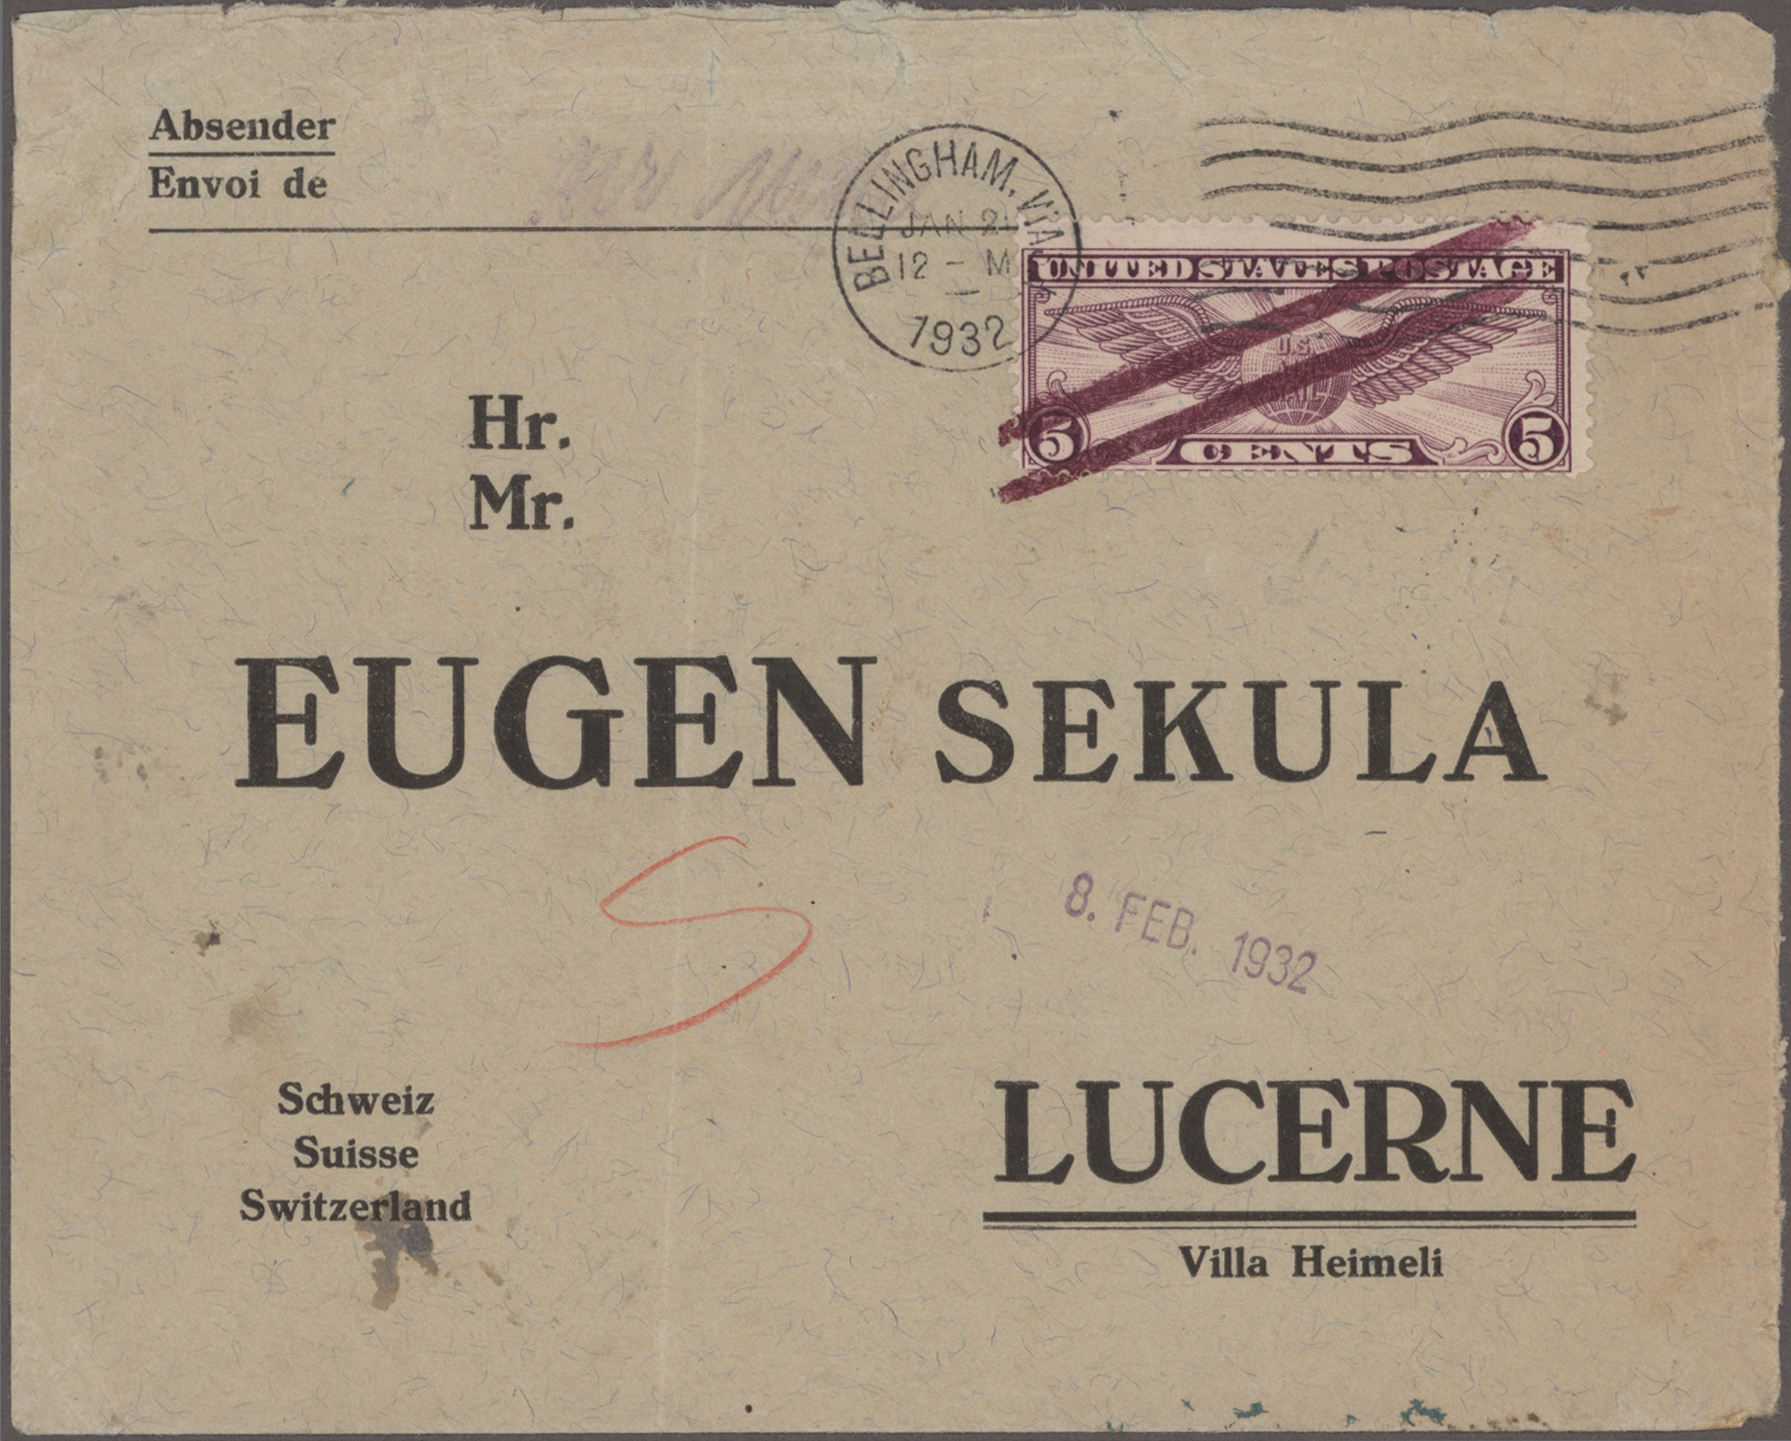 Absender
Envoi de
BELLINGHAM,
JAN 2
12 - M
1932
UNITED STATES POSTAGE
U.S.
5 CENTS 5
Hr.
Mr.
EUGEN SEKULA
8. FEB. 1932
Schweiz
Suisse
Switzerland
LUCERNE
Villa Heimeli